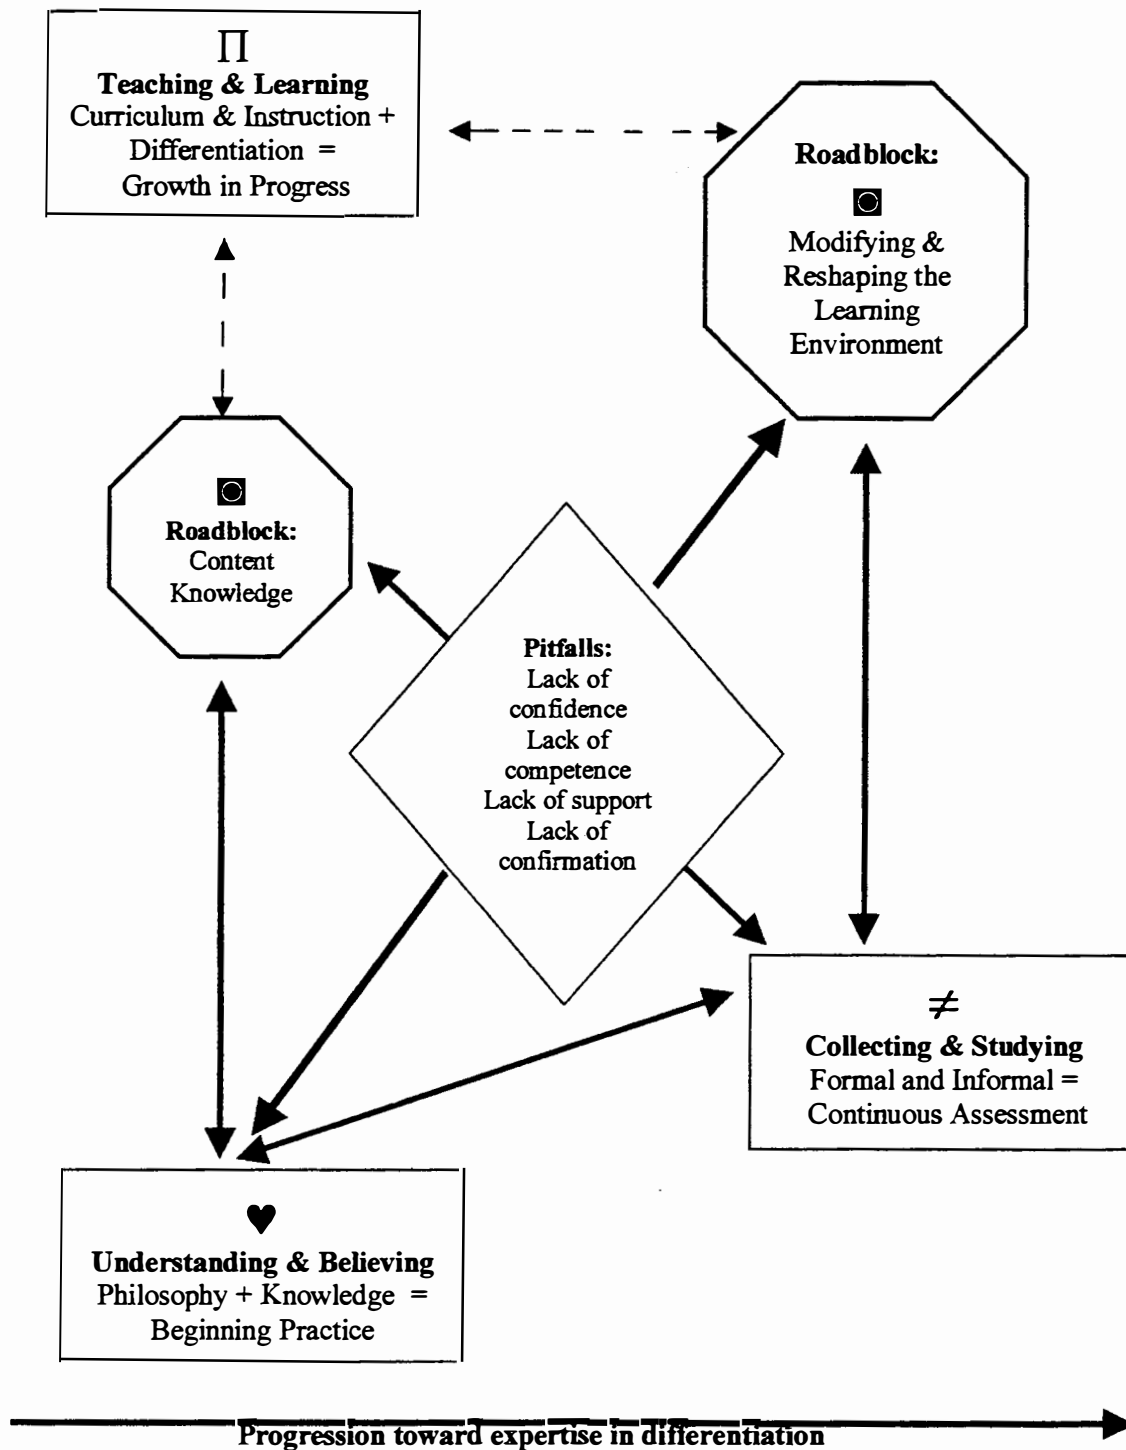 ∏
Teaching & Learning
Curriculum & Instruction +
Differentiation =
Growth in Progress
Roadblock:
Modifying &
Reshaping the
Learning
Environment
Roadblock:
Content
Knowledge
Pitfalls:
Lack of
confidence
Lack of
competence
Lack of support
Lack of
confirmation
≠
Collecting & Studying
Formal and Informal =
Continuous Assessment
♥
Understanding & Believing
Philosophy + Knowledge =
Beginning Practice
Progression toward expertise in differentiation